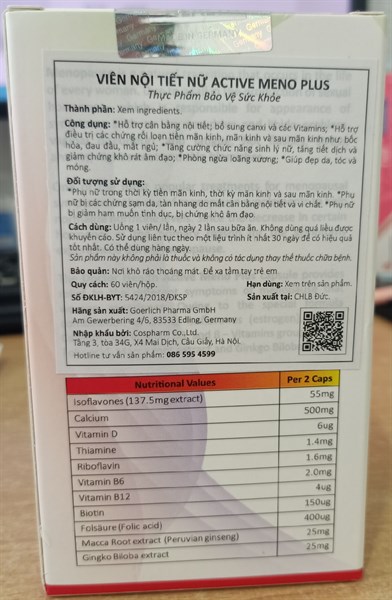 GERMANY
VIÊN NỘI TIẾT NỮ ACTIVE MENO PLUS
Thực Phẩm Bảo Vệ Sức Khỏe
Thành phần: Xem ingredients.
Công dụng: *Hỗ trợ cân bằng nội tiết; bổ sung canxi và các Vitamins; *Hỗ trợ
điều trị các chứng rối loạn tiền mãn kinh, mãn kinh và sau mãn kinh như: bốc
hỏa, đau đầu, mất ngủ; *Tăng cường chức năng sinh lý nữ, tăng tiết dịch và
giảm chứng khô rát âm đạo; *Phòng ngừa loãng xương; *Giúp đẹp da, tóc và
móng.
Đối tượng sử dụng:
*Phụ nữ trong thời kỳ tiền mãn kinh, thời kỳ mãn kinh và sau mãn kinh *Phụ
nữ bị các chứng sạm da, tàn nhang do mất cân bằng nội tiết và vi chất. *Phụ nữ
bị giảm ham muốn tình dục, bị chứng khô âm đạo.
Cách dùng: Uống 1 viên/ lần, ngày 2 lần sau bữa ăn. Không dùng quá liều được
khuyến cáo. Sử dụng liên tục theo một liệu trình ít nhất 30 ngày để có hiệu quả
tốt nhất. Có thể dùng hàng ngày.
Sản phẩm này không phải là thuốc và không có tác dụng thay thế thuốc chữa bệnh.
Bảo quản: Nơi khô ráo thoáng mát. Để xa tầm tay trẻ em
Quy cách: 60 viên/hộp. Hạn dùng: Xem trên sản phẩm.
Số ĐKLH-BYT: 5424/2018/ĐKSP Sản xuất tại: CHLB Đức.
Hãng sản xuất: Goerlich Pharma GmbH
Am Gewerbering 4/6, 83533 Edling, Germany
Nhập khẩu bởi: Cospharm Co.,Ltd.
Tầng 3, tòa 34G, X4 Mai Dịch, Cầu Giấy, Hà Nội.
Hotline tư vấn sản phẩm: 086 595 4599
Nutritional Values Per 2 Caps
Isoflavones (137.5mg extract) 55mg
Calcium 500mg
Vitamin D 6ug
Thiamine 1.4mg
Riboflavin 1.6mg
Vitamin B6 2.0mg
Vitamin B12 4ug
Biotin 150ug
Folsäure (Folic acid) 400ug
Macca Root extract (Peruvian ginseng) 25mg
Gingko Biloba extract 25mg